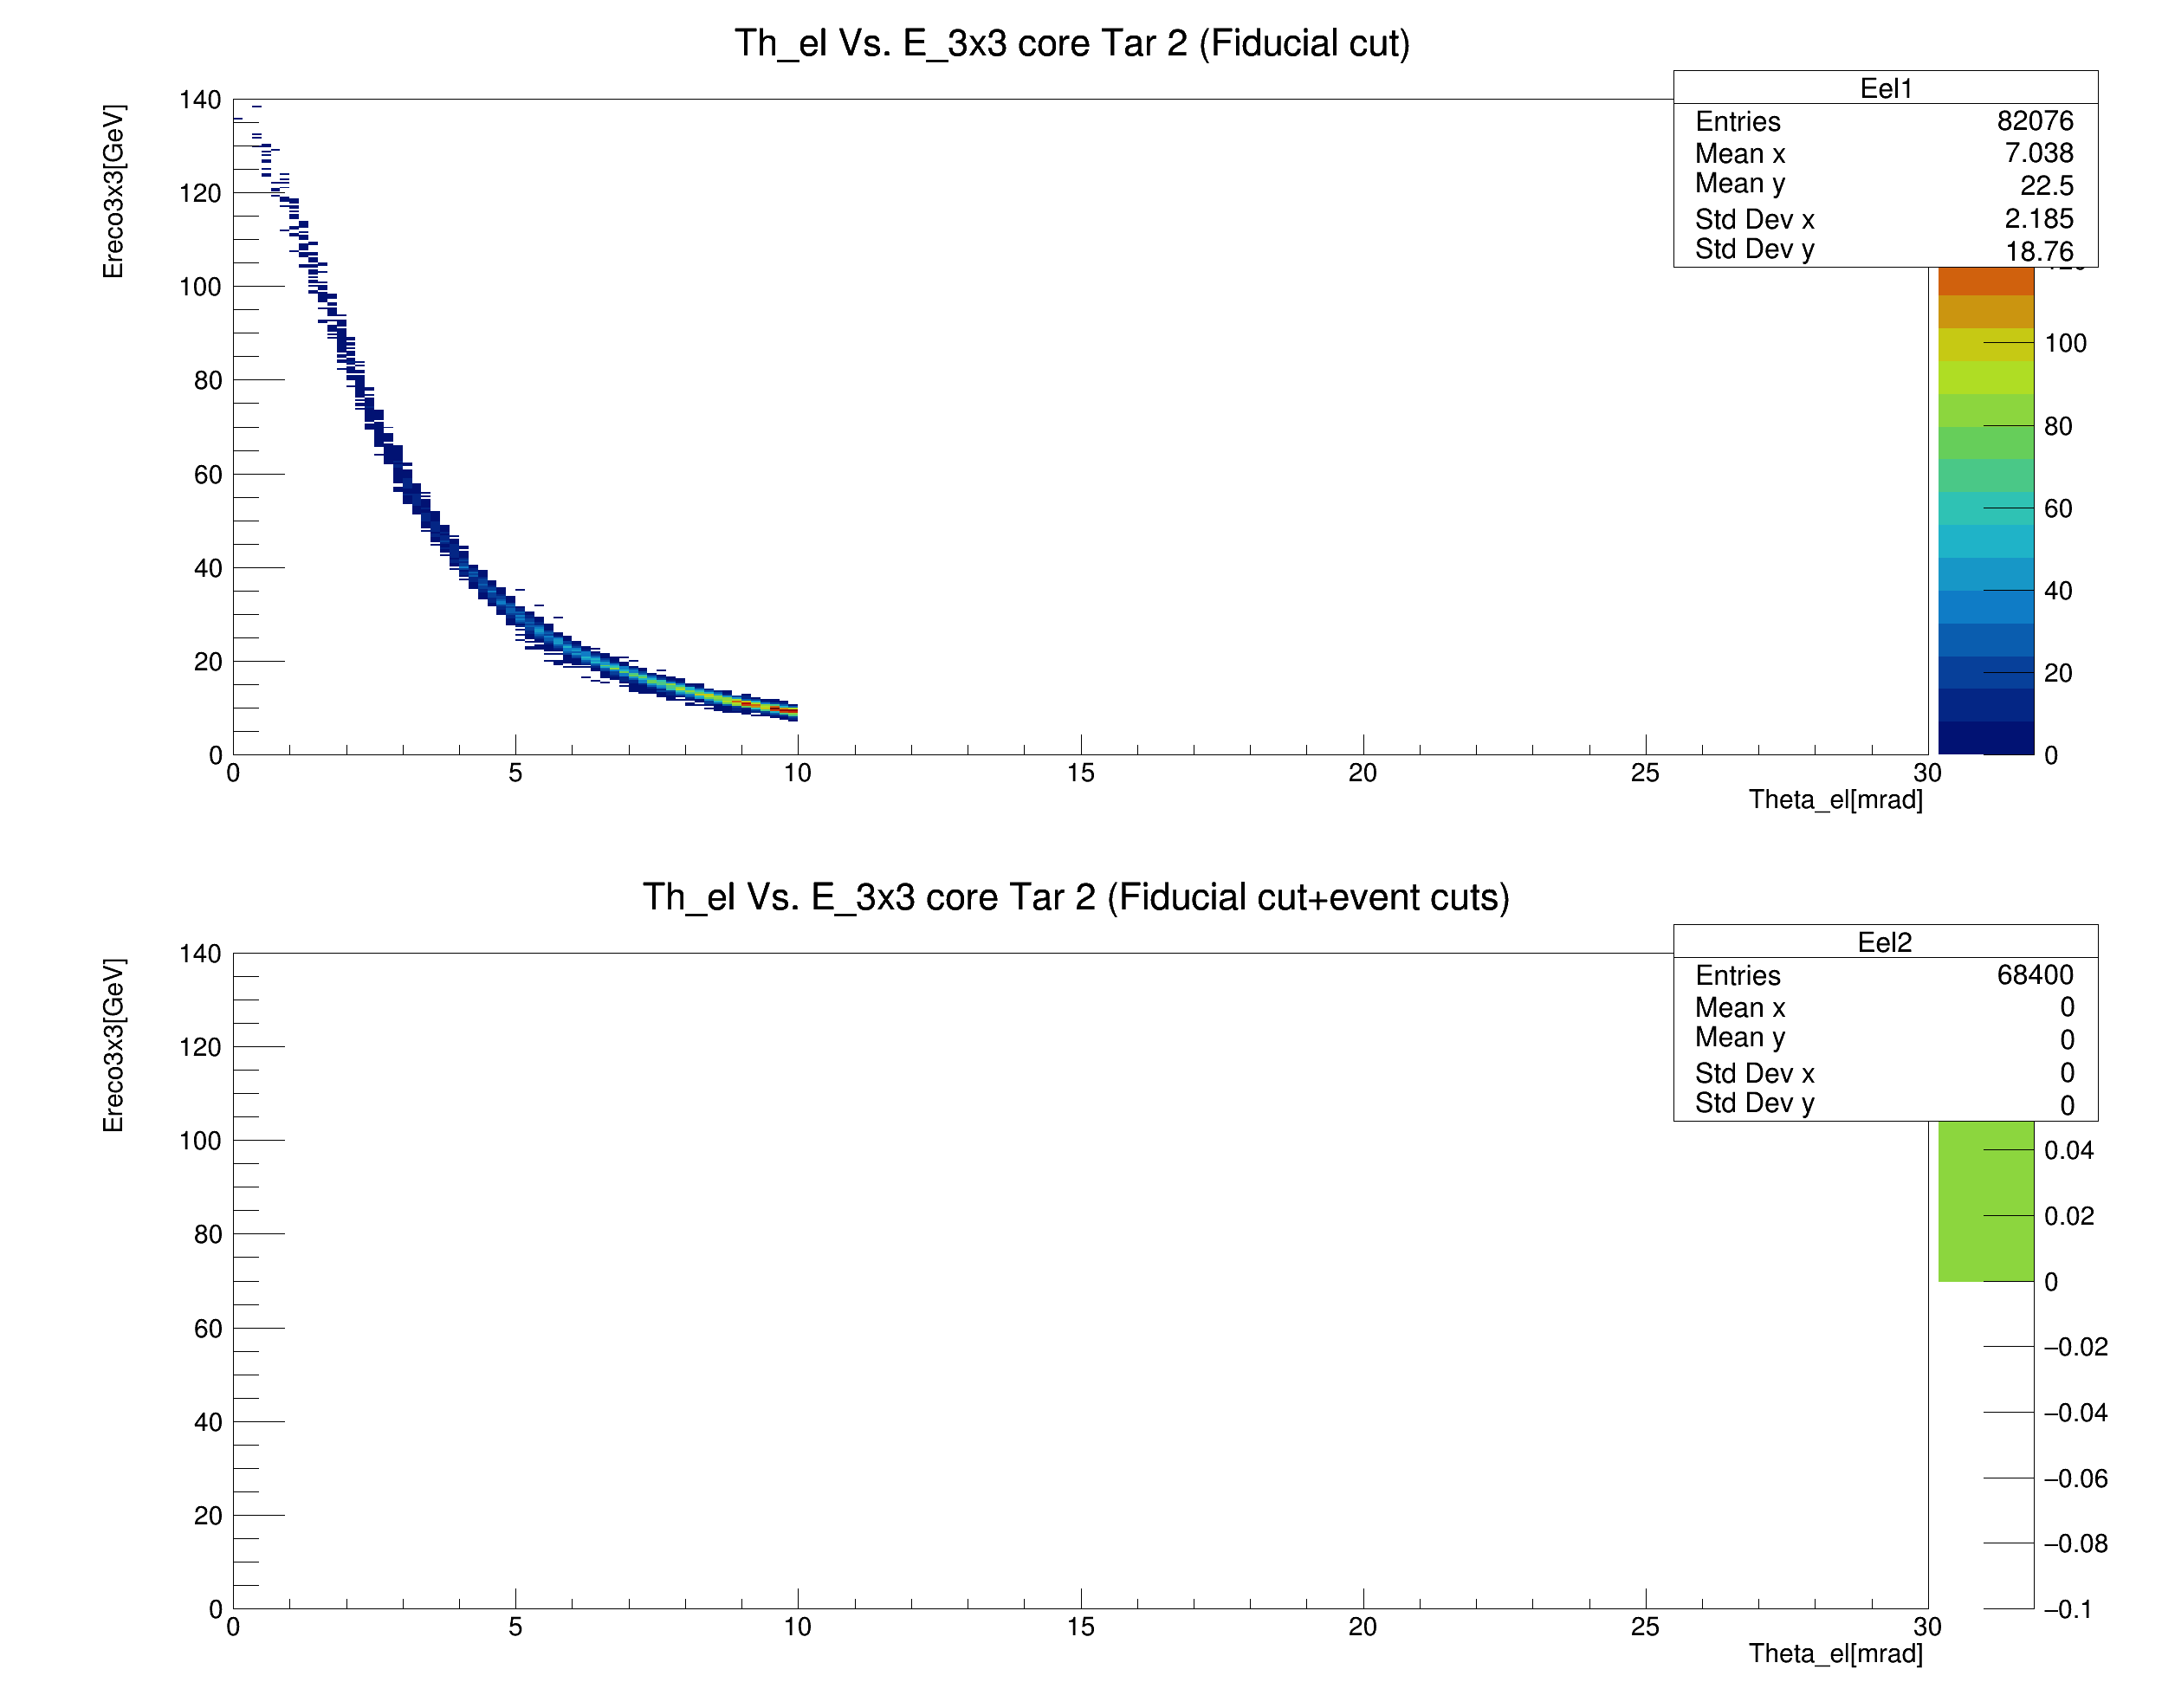 Th_el Vs. E_3x3 core Tar 2 (Fiducial cut)
Eel1
Entries 82076
Mean x 7.038
Mean y 22.5
Std Dev x 2.185
Std Dev y 18.76
Ereco3x3[GeV]
140
120
100
80
60
40
20
0
0 5 10 15 20 25 30
Theta_el[mrad]
100
80
60
40
20
0
Th_el Vs. E_3x3 core Tar 2 (Fiducial cut+event cuts)
Eel2
Entries 68400
Mean x 0
Mean y 0
Std Dev x 0
Std Dev y 0
Ereco3x3[GeV]
140
120
100
80
60
40
20
0
0 5 10 15 20 25 30
Theta_el[mrad]
0.04
0.02
0
−0.02
−0.04
−0.06
−0.08
−0.1